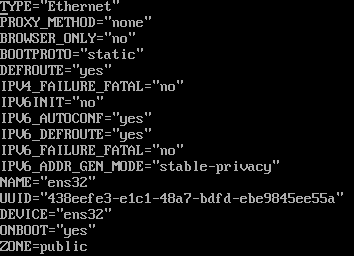 TYPE="Ethernet"
PROXY_METHOD="none"
BROWSER_ONLY="no"
BOOTPROTO="static"
DEFROUTE="yes"
IPV4_FAILURE_FATAL="no"
IPV6INIT="no"
IPV6_AUTOCONF="yes"
IPV6_DEFROUTE="yes"
IPV6_FAILURE_FATAL="no"
IPV6_ADDR_GEN_MODE="stable-privacy"
NAME="ens32"
UUID="438eefe3-e1c1-48a7-bdfd-ebe9845ee55a"
DEVICE="ens32"
ONBOOT="yes"
ZONE=public